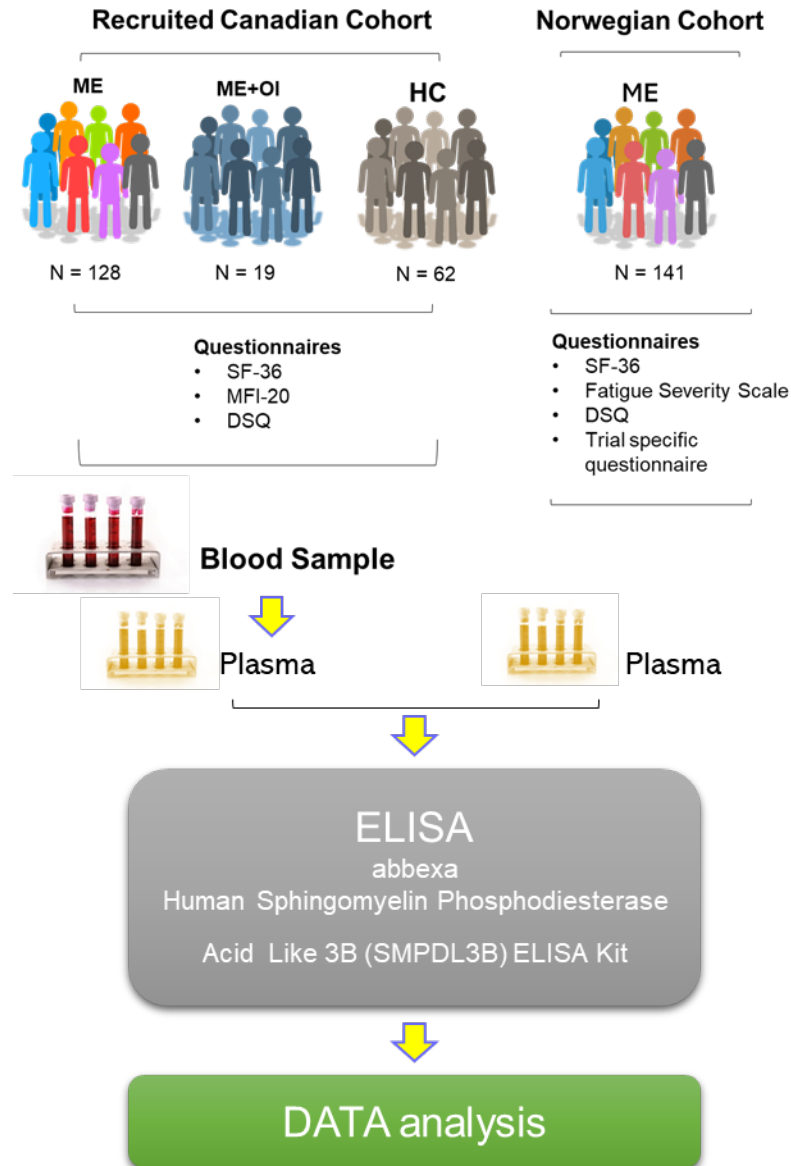 Recruited Canadian Cohort
Norwegian Cohort
ME
ME+OI
HC
ME
N = 128
N = 19
N = 62
N = 141
Questionnaires
• SF-36
• MFI-20
• DSQ
Questionnaires
• SF-36
• Fatigue Severity Scale
• DSQ
• Trial specific
questionnaire
Blood Sample
Plasma
Plasma
ELISA
abbexa
Human Sphingomyelin Phosphodiesterase
Acid Like 3B (SMPDL3B) ELISA Kit
DATA analysis